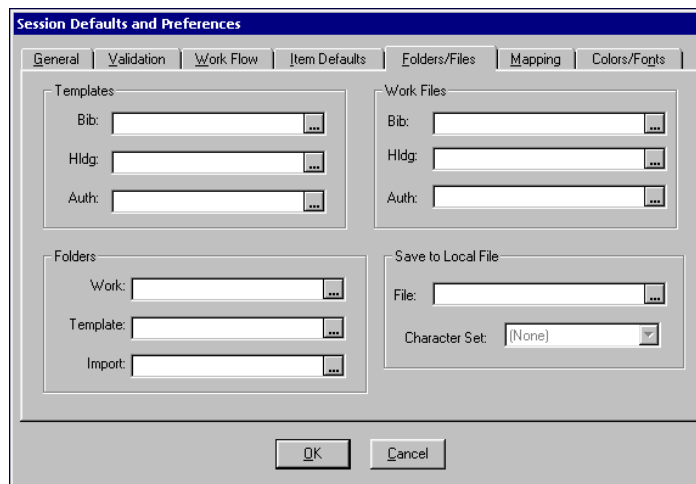 Session Defaults and Preferences
General Validation Work Flow Item Defaults Folders/Files Mapping Colors/Fonts
Templates
Bib: ...
Hldg: ...
Auth: ...
Work Files
Bib: ...
Hldg: ...
Auth: ...
Folders
Work: ...
Template: ...
Import: ...
Save to Local File
File: ...
Character Set: (None)
OK Cancel